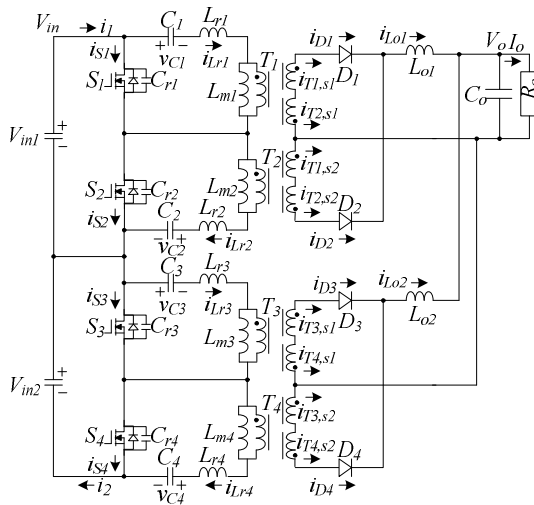 V_in i_1 C_1 L_r1
i_S1 + v_C1 − i_Lr1 T_1 i_D1 D_1 i_Lo1 L_o1 V_o I_o
S_1 C_r1 L_m1 i_T1,s1 C_o
i_T2,s1
V_in1 + −
T_2 i_T1,s2
S_2 C_r2 L_m2 i_T2,s2
i_S2 C_2 L_r2 D_2
− v_C2 + i_Lr2 i_D2
C_3 L_r3
i_S3 + v_C3 − i_Lr3 T_3 i_D3 D_3 i_Lo2 L_o2
S_3 C_r3 L_m3 i_T3,s1
i_T4,s1
V_in2 + −
T_4 i_T3,s2
S_4 C_r4 L_m4 i_T4,s2
i_S4 C_4 L_r4 D_4
i_2 − v_C4 + i_Lr4 i_D4